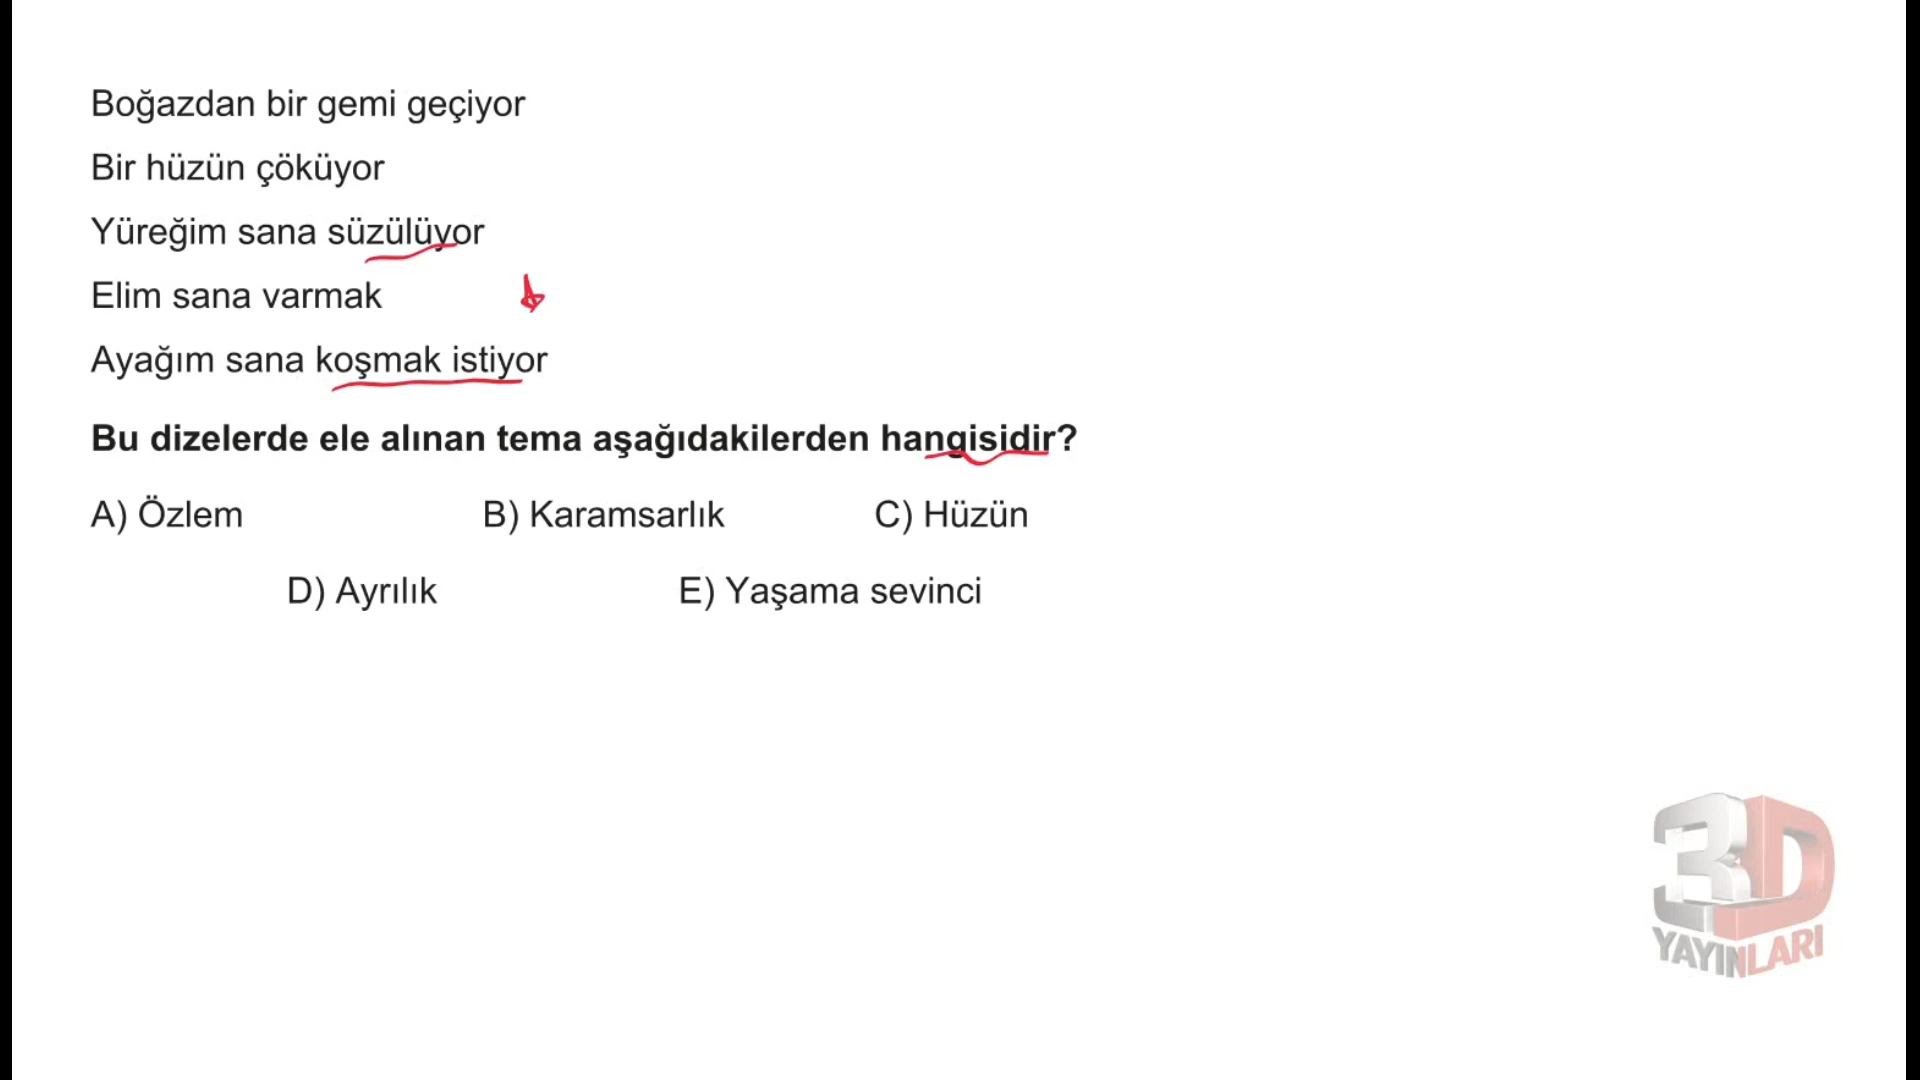 Boğazdan bir gemi geçiyor
Bir hüzün çöküyor
Yüreğim sana süzülüyor
Elim sana varmak
Ayağım sana koşmak istiyor
Bu dizelerde ele alınan tema aşağıdakilerden hangisidir?
A) Özlem B) Karamsarlık C) Hüzün
D) Ayrılık E) Yaşama sevinci
3D
YAYINLARI